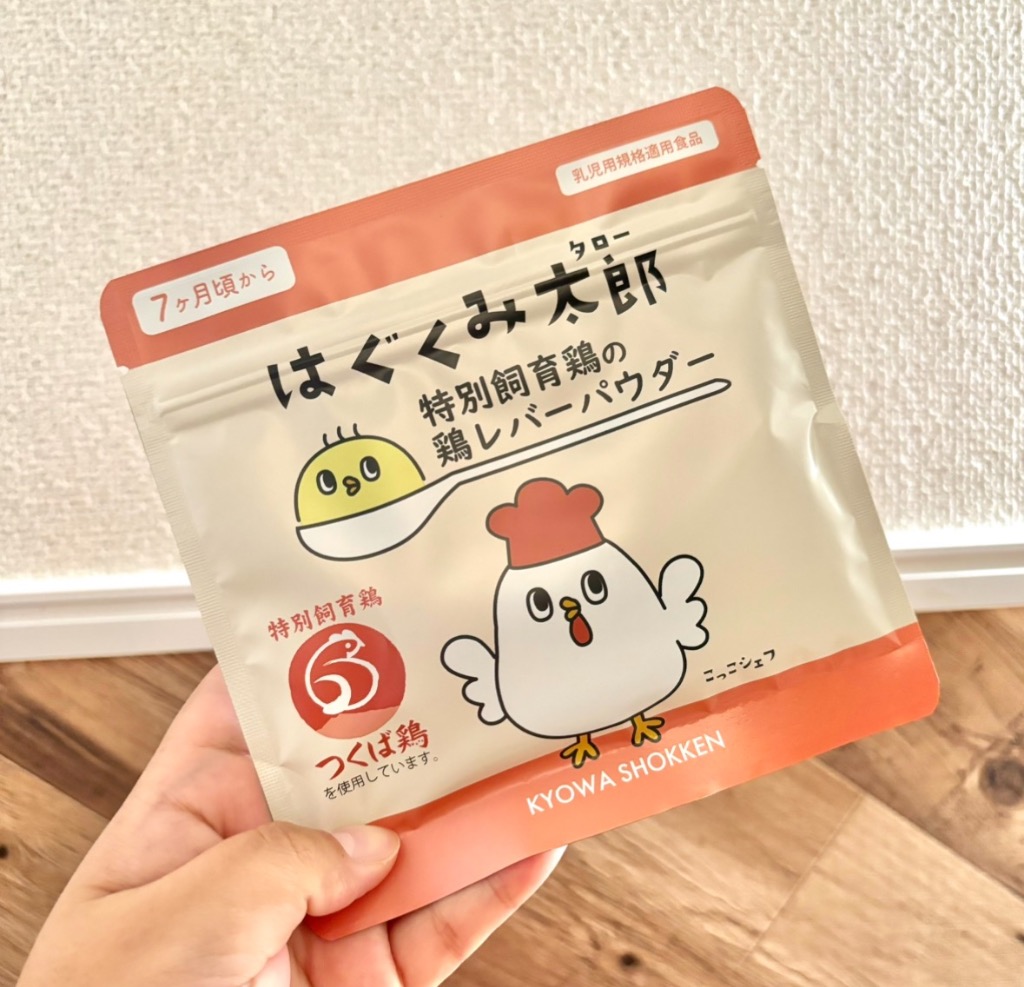 乳児用規格適用食品
7ヶ月頃から
タロー
はぐくみ太郎
特別飼育鶏の
鶏レバーパウダー
特別飼育鶏
つくば鶏
を使用しています。
こっこシェフ
KYOWA SHOKKEN